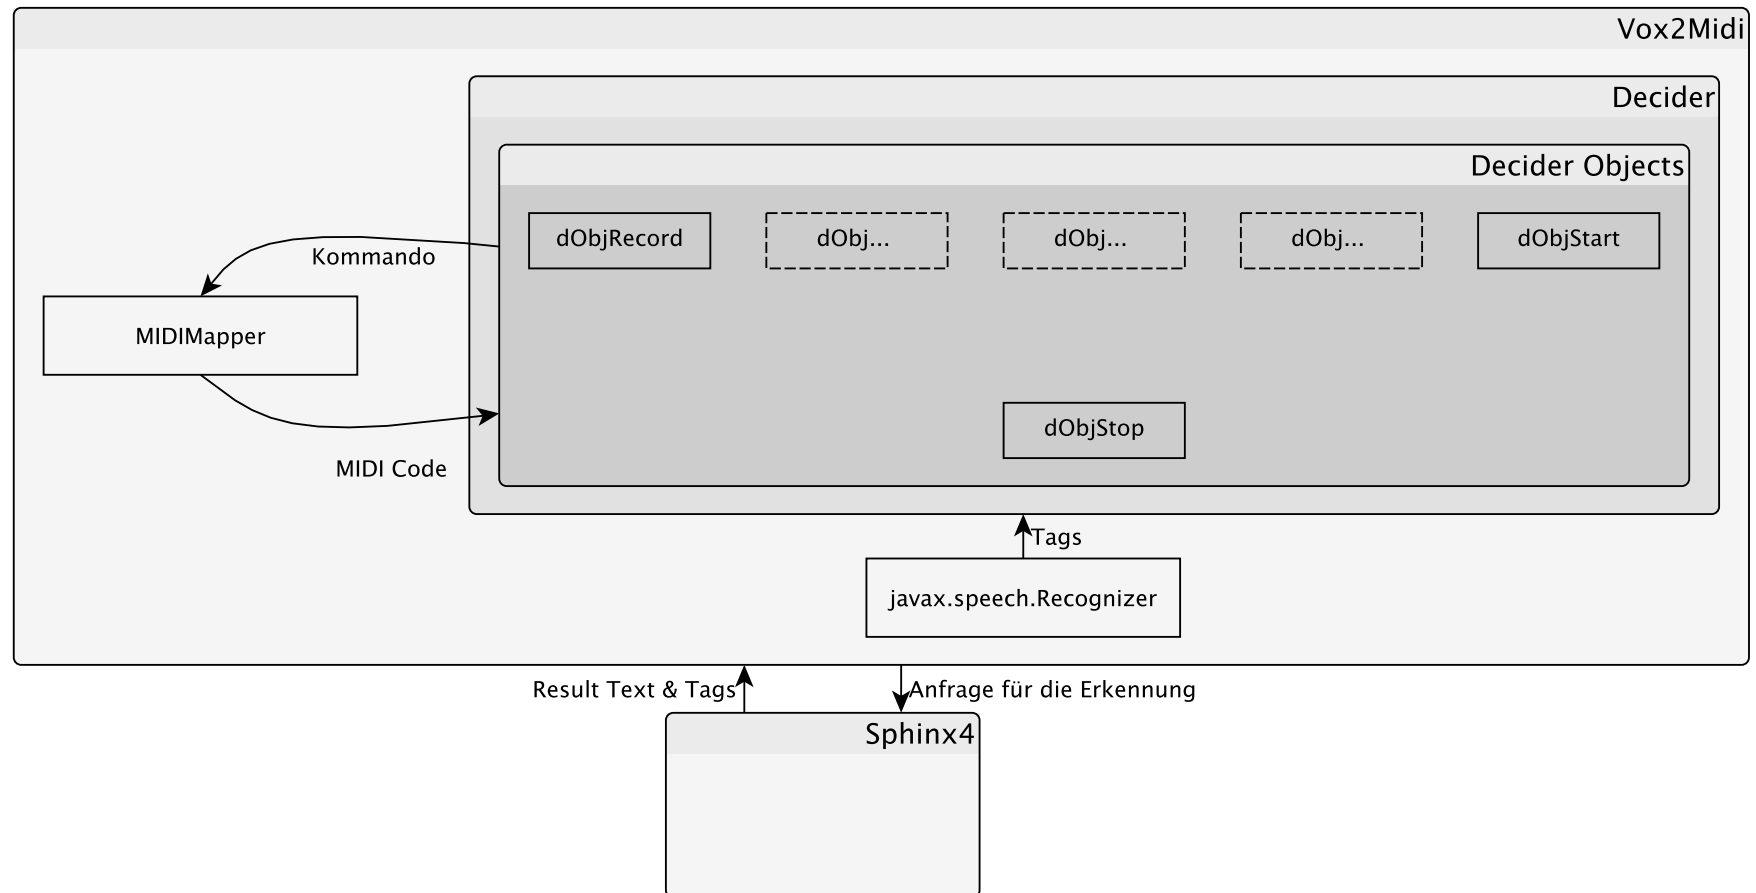 Vox2Midi
Decider
Decider Objects
dObjRecord
dObj...
dObj...
dObj...
dObjStart
Kommando
MIDIMapper
dObjStop
MIDI Code
Tags
javax.speech.Recognizer
Result Text & Tags
Anfrage für die Erkennung
Sphinx4